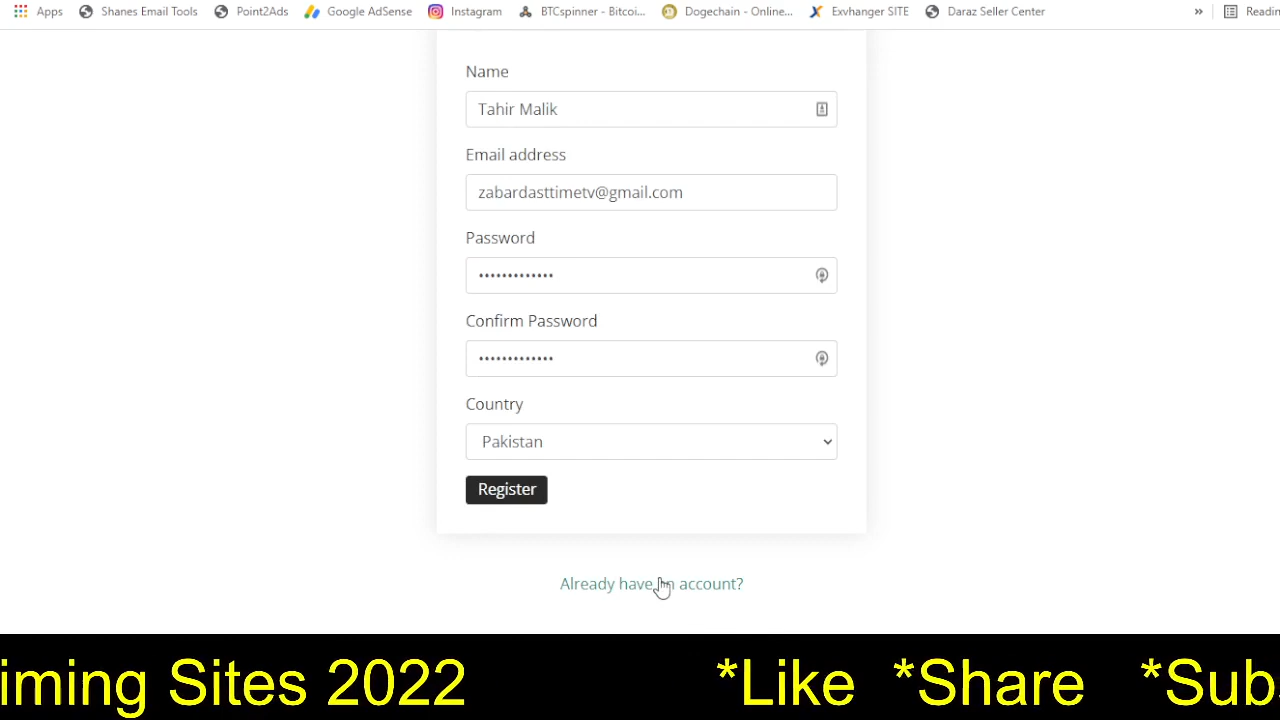 Apps Shanes Email Tools Point2Ads Google AdSense Instagram BTCspinner - Bitcoi... Dogechain - Online... Exvhanger SITE Daraz Seller Center » Readin
Name
Tahir Malik
Email address
zabardasttimetv@gmail.com
Password
•••••••••••••
Confirm Password
•••••••••••••
Country
Pakistan
Register
Already have an account?
iming Sites 2022 *Like *Share *Subs